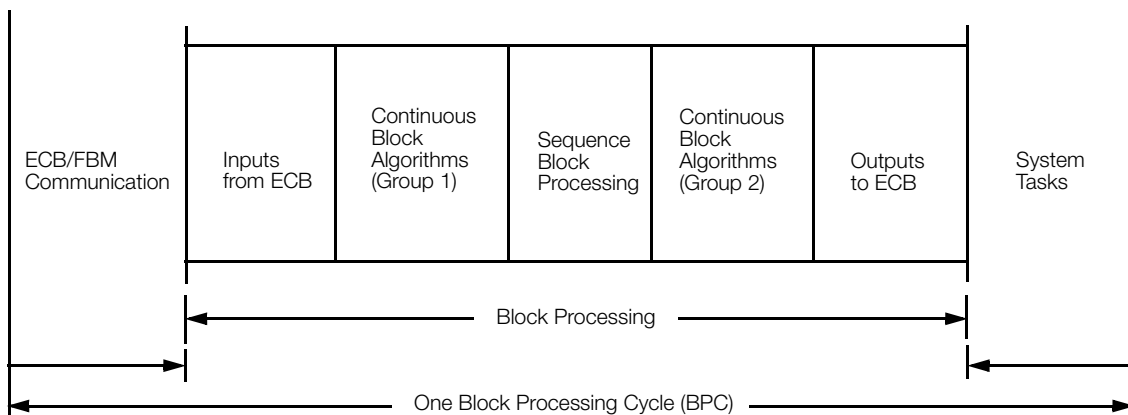 ECB/FBM
Communication
Inputs
from ECB
Continuous
Block
Algorithms
(Group 1)
Sequence
Block
Processing
Continuous
Block
Algorithms
(Group 2)
Outputs
to ECB
System
Tasks
Block Processing
One Block Processing Cycle (BPC)